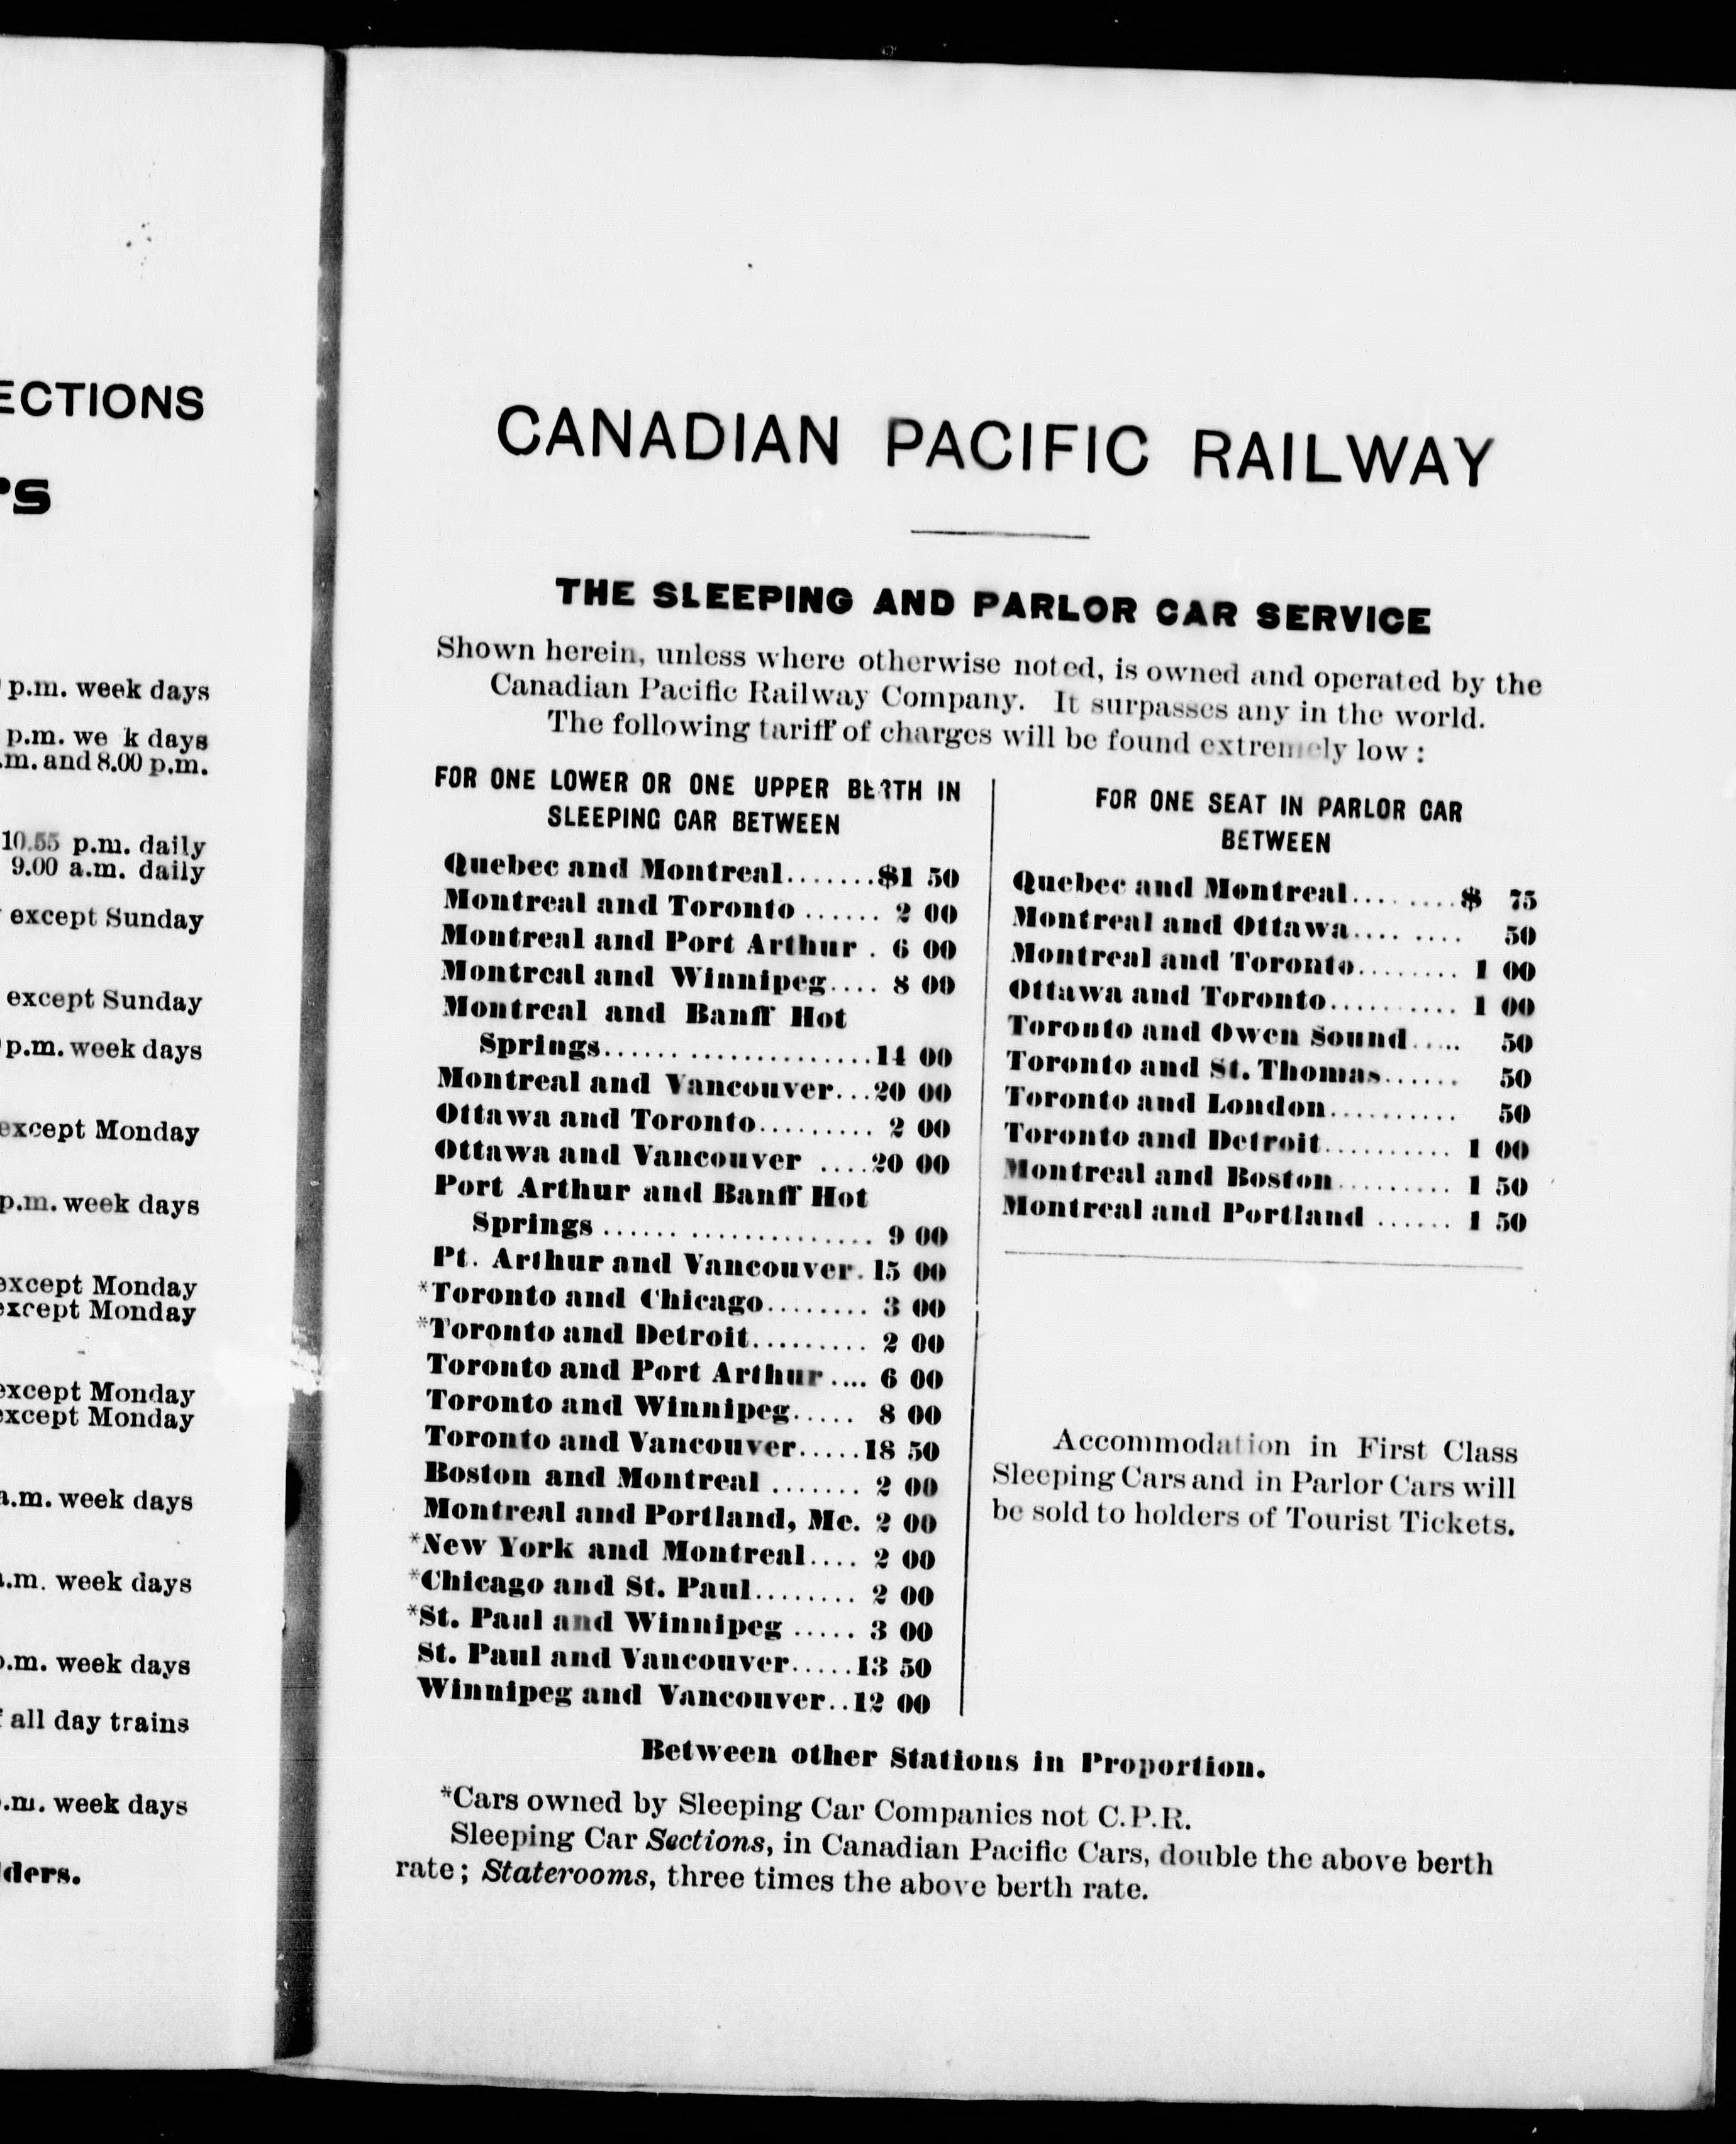 ECTIONS
rs
p.m. week days
p.m. we k days
.m. and 8.00 p.m.
10.55 p.m. daily
9.00 a.m. daily
except Sunday
except Sunday
p.m. week days
except Monday
p.m. week days
except Monday
except Monday
except Monday
except Monday
a.m. week days
.m. week days
p.m. week days
all day trains
.m. week days
ders.
CANADIAN PACIFIC RAILWAY
THE SLEEPING AND PARLOR CAR SERVICE
Shown herein, unless where otherwise noted, is owned and operated by the
Canadian Pacific Railway Company. It surpasses any in the world.
The following tariff of charges will be found extremely low :
FOR ONE LOWER OR ONE UPPER BERTH IN
SLEEPING CAR BETWEEN
Quebec and Montreal.......$1 50
Montreal and Toronto ...... 2 00
Montreal and Port Arthur . 6 00
Montreal and Winnipeg.... 8 00
Montreal and Banff Hot
Springs........................14 00
Montreal and Vancouver...20 00
Ottawa and Toronto......... 2 00
Ottawa and Vancouver ....20 00
Port Arthur and Banff Hot
Springs ..................... 9 00
Pt. Arthur and Vancouver. 15 00
*Toronto and Chicago........ 3 00
*Toronto and Detroit......... 2 00
Toronto and Port Arthur .... 6 00
Toronto and Winnipeg..... 8 00
Toronto and Vancouver.....18 50
Boston and Montreal ....... 2 00
Montreal and Portland, Me. 2 00
*New York and Montreal.... 2 00
*Chicago and St. Paul........ 2 00
*St. Paul and Winnipeg ..... 3 00
St. Paul and Vancouver.....13 50
Winnipeg and Vancouver..12 00
FOR ONE SEAT IN PARLOR CAR
BETWEEN
Quebec and Montreal........$ 75
Montreal and Ottawa........ 50
Montreal and Toronto........ 1 00
Ottawa and Toronto.......... 1 00
Toronto and Owen Sound..... 50
Toronto and St. Thomas...... 50
Toronto and London.......... 50
Toronto and Detroit.......... 1 00
Montreal and Boston......... 1 50
Montreal and Portland ...... 1 50
Accommodation in First Class
Sleeping Cars and in Parlor Cars will
be sold to holders of Tourist Tickets.
Between other Stations in Proportion.
*Cars owned by Sleeping Car Companies not C.P.R.
Sleeping Car Sections, in Canadian Pacific Cars, double the above berth
rate; Staterooms, three times the above berth rate.